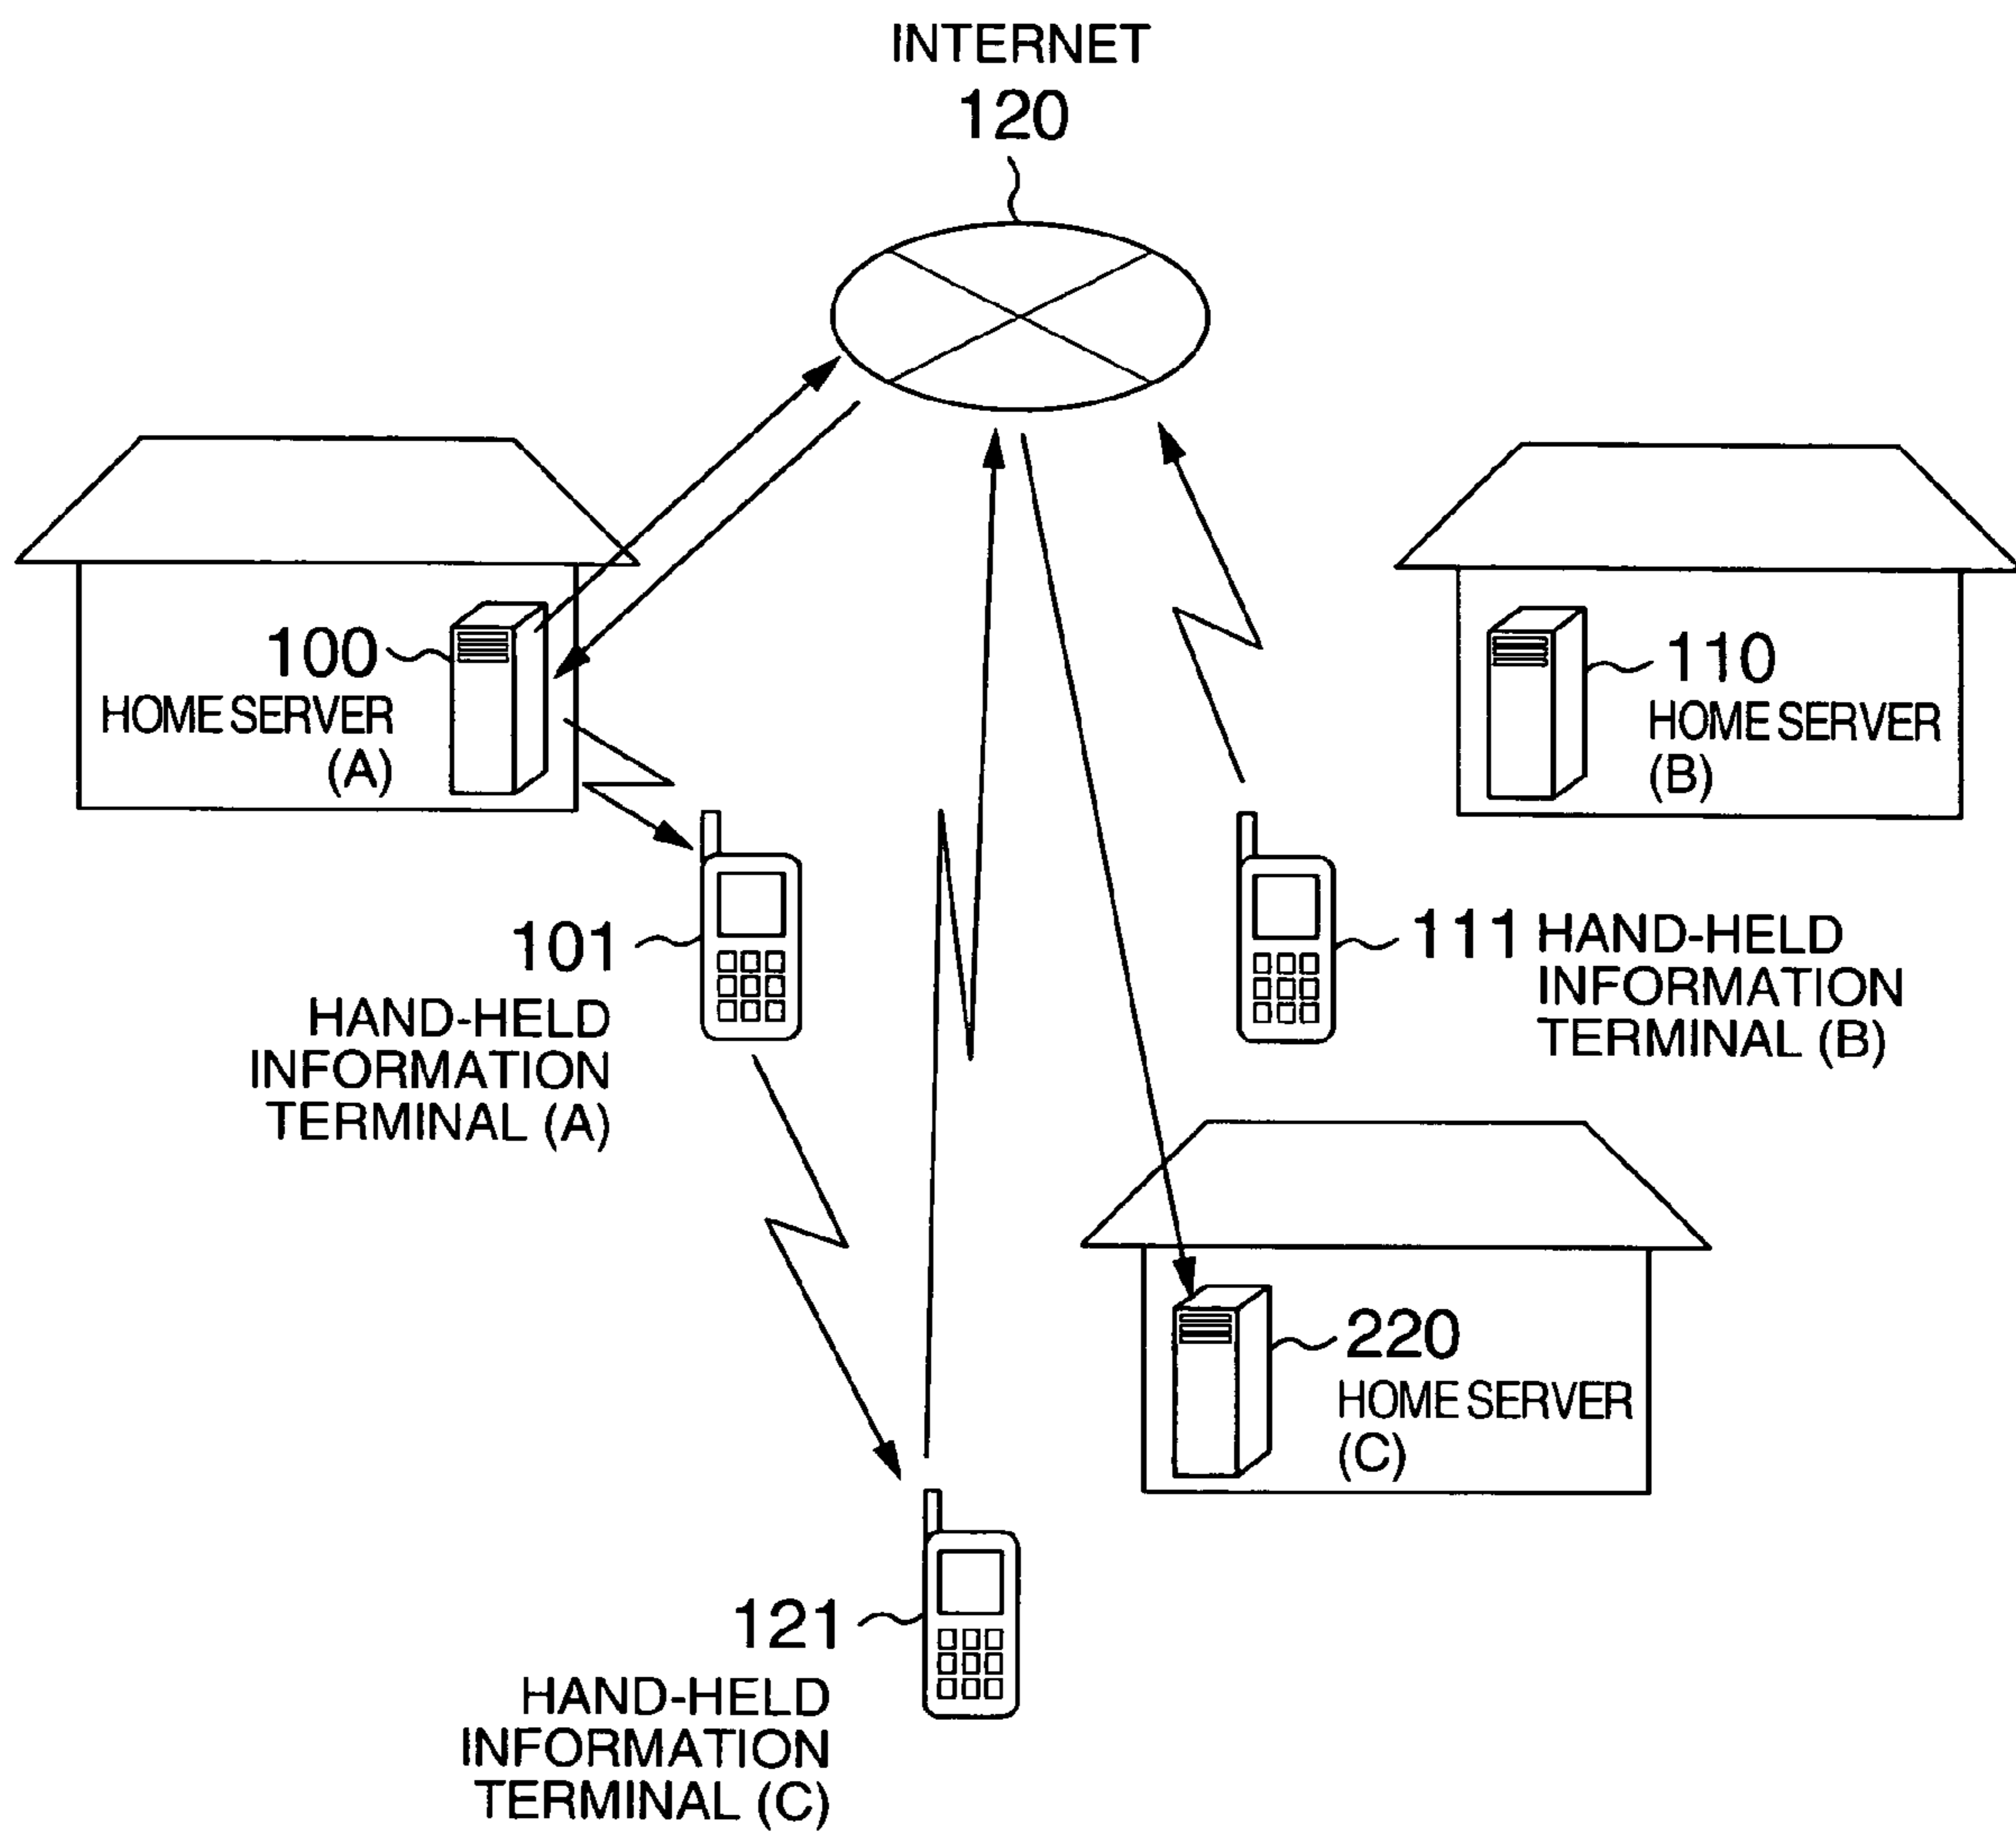 INTERNET
120
100
HOME SERVER
(A)
110
HOME SERVER
(B)
101
HAND-HELD
INFORMATION
TERMINAL (A)
111 HAND-HELD
INFORMATION
TERMINAL (B)
220
HOME SERVER
(C)
121
HAND-HELD
INFORMATION
TERMINAL (C)